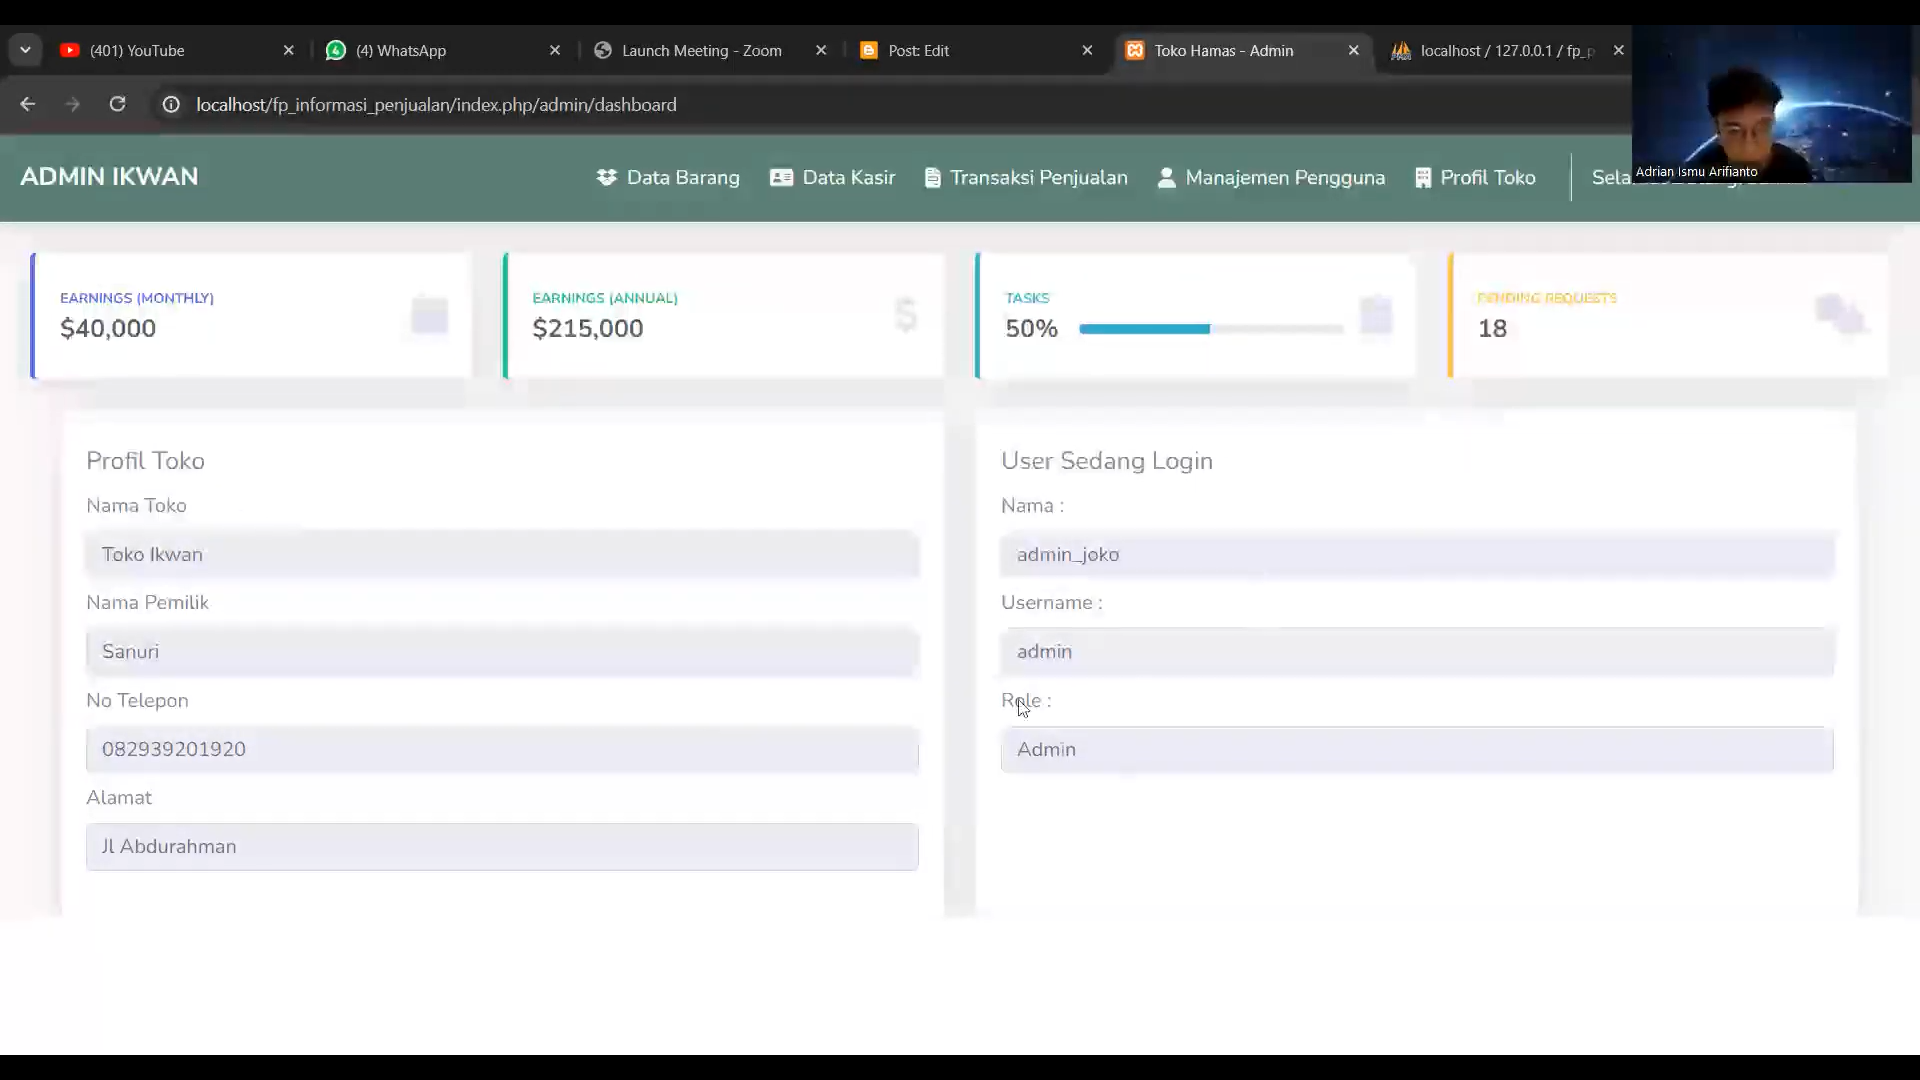 (401) YouTube
(4) WhatsApp
Launch Meeting - Zoom
Post: Edit
Toko Hamas - Admin
localhost / 127.0.0.1 / fp_p
localhost/fp_informasi_penjualan/index.php/admin/dashboard
Adrian Ismu Arifianto
ADMIN IKWAN
Data Barang
Data Kasir
Transaksi Penjualan
Manajemen Pengguna
Profil Toko
EARNINGS (MONTHLY)
$40,000
EARNINGS (ANNUAL)
$215,000
TASKS
50%
PENDING REQUESTS
18
Profil Toko
Nama Toko
Toko Ikwan
Nama Pemilik
Sanuri
No Telepon
082939201920
Alamat
Jl Abdurahman
User Sedang Login
Nama :
admin_joko
Username :
admin
Role :
Admin